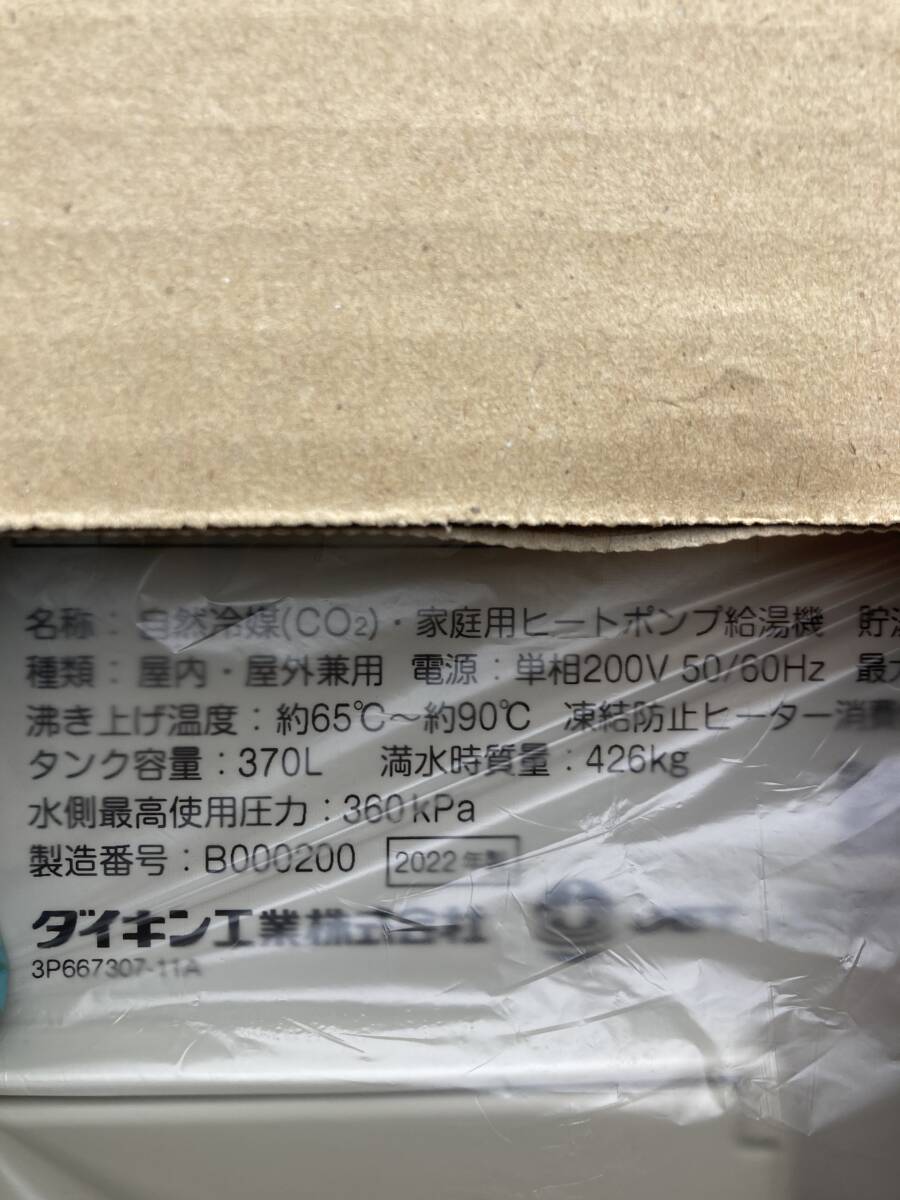 名称：自然冷媒(CO2)・家庭用ヒートポンプ給湯機 貯
種類：屋内・屋外兼用 電源：単相200V 50/60Hz 最
沸き上げ温度：約65℃～約90℃ 凍結防止ヒーター消費
タンク容量：370L 満水時質量：426kg
水側最高使用圧力：360kPa
製造番号：B000200 2022年製
ダイキン工業株式会社
3P667307-11A